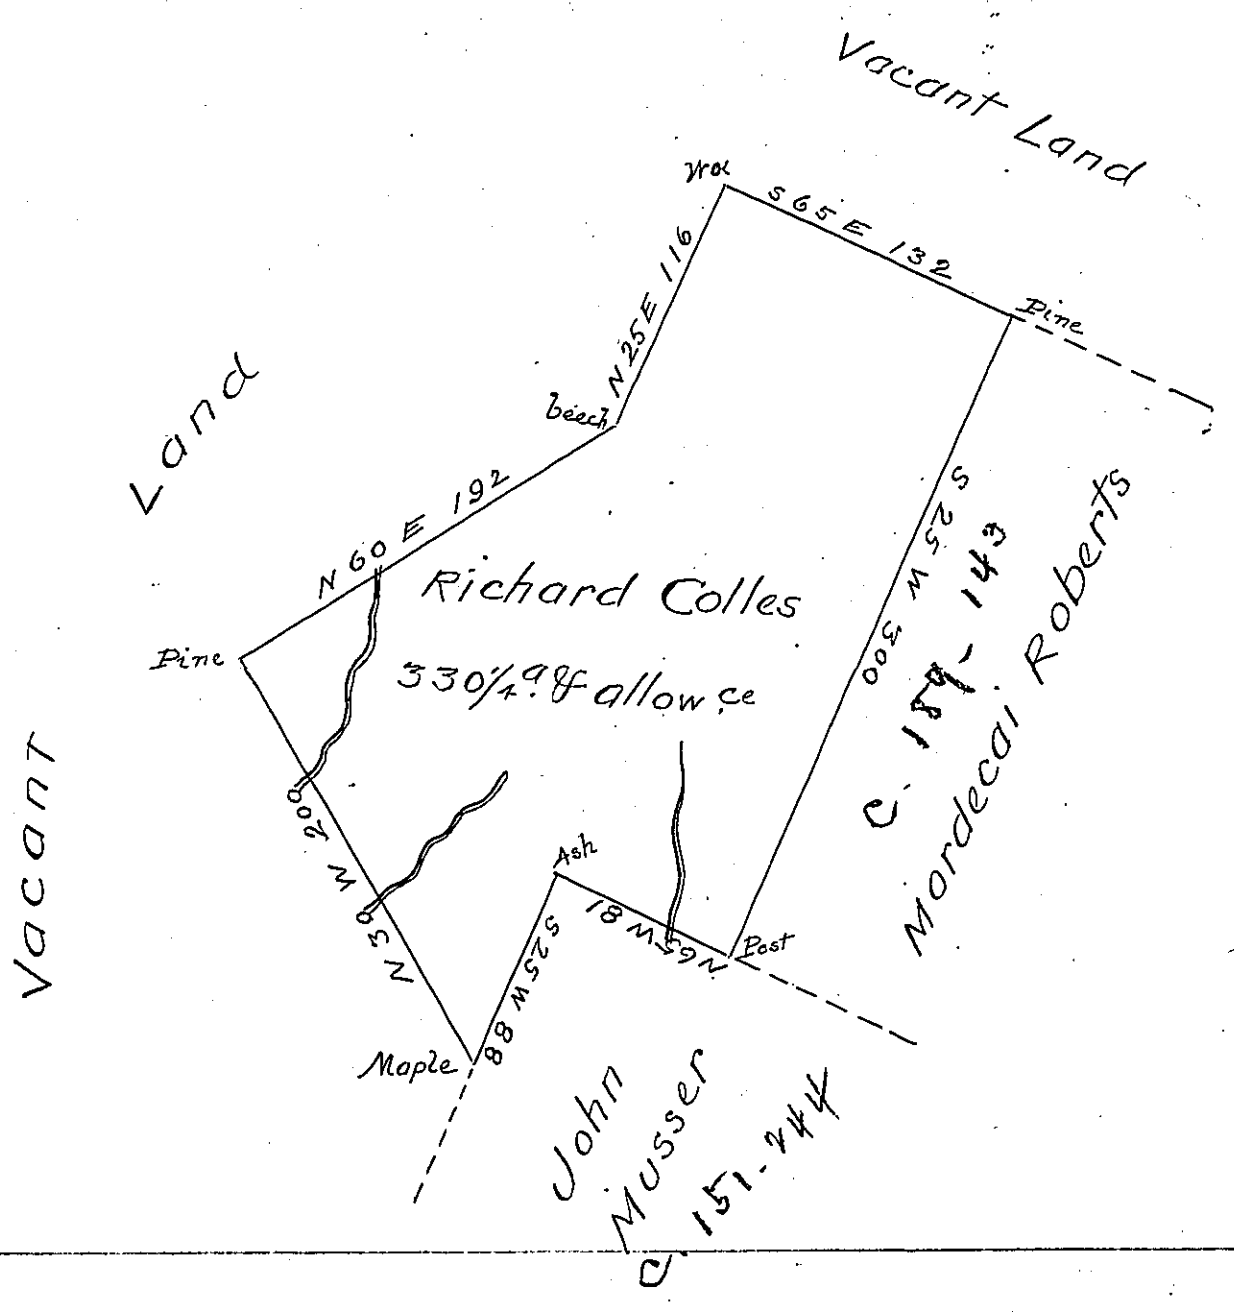 Vacant Land
W.o.
S 65 E 132
Pine
N 25 E 116
beech
Land
N 60 E 192
Richard Colles
330 1/4 a. & allow.ce
Pine
S 25 W 300
C. 189-143
Mordecai Roberts
Vacant
N 30 W 200
Ash
N 65 W 81
Post
S 25 W 88
Maple
John
Musser
C. 151-244